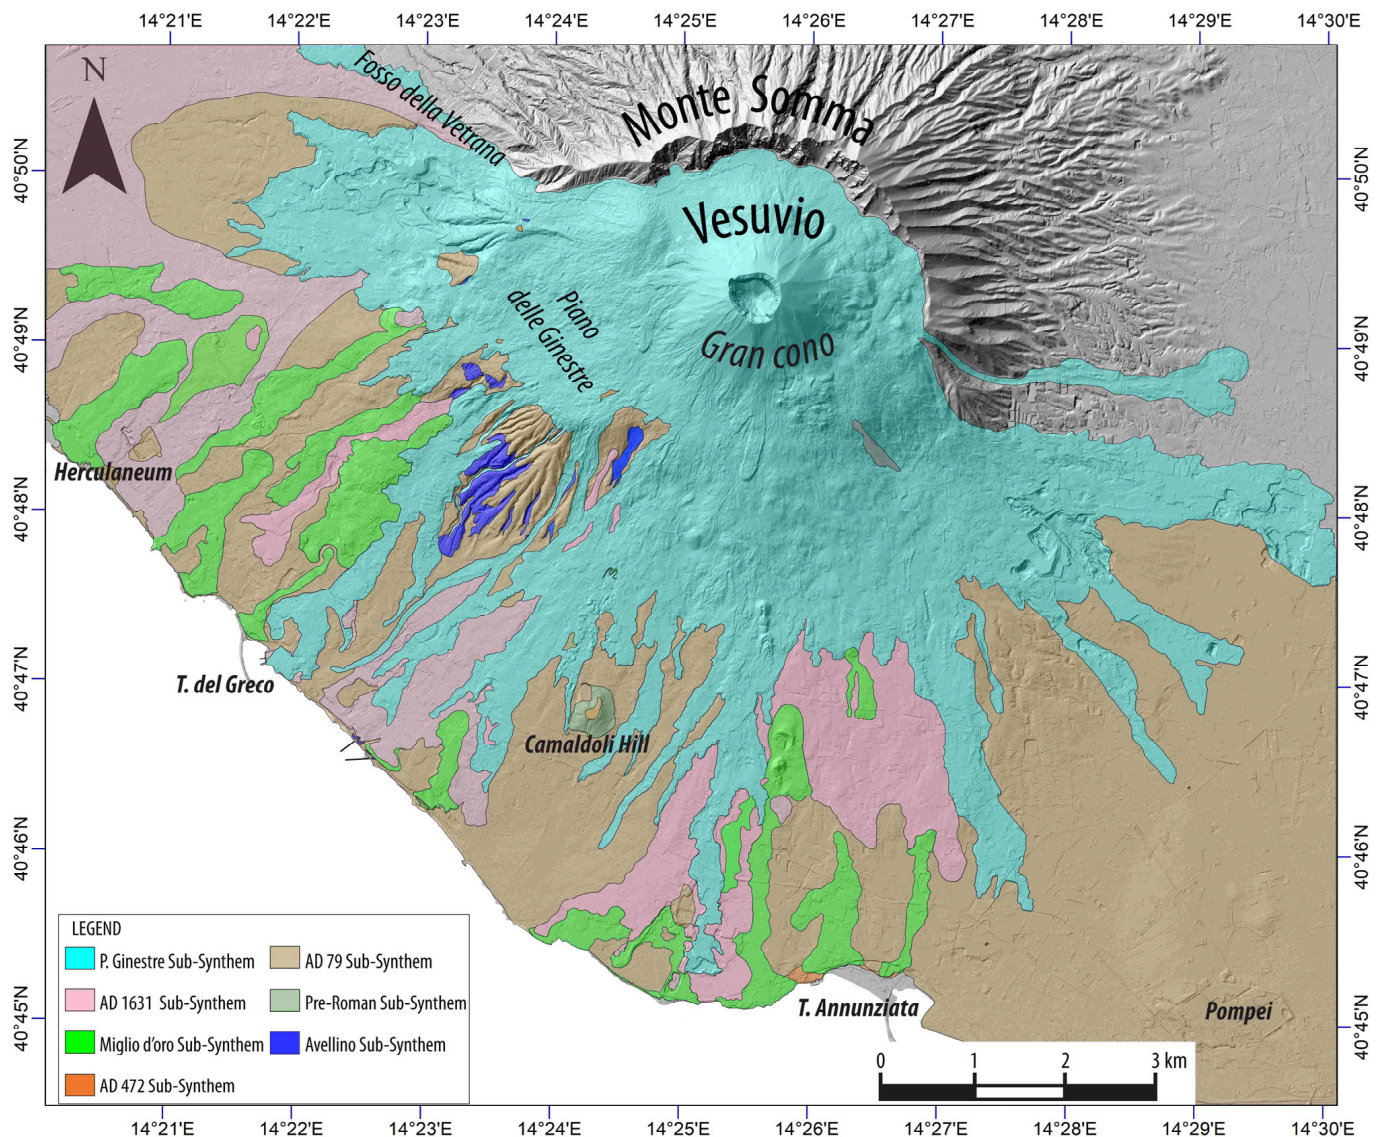 14°21'E 14°22'E 14°23'E 14°24'E 14°25'E 14°26'E 14°27'E 14°28'E 14°29'E 14°30'E
N
Fosso della Vetrana
Monte Somma
40°50'N
40°50'N
Vesuvio
Piano
delle Ginestre
Gran cono
40°49'N
40°49'N
Herculaneum
40°48'N
40°48'N
40°47'N
40°47'N
T. del Greco
Camaldoli Hill
40°46'N
40°46'N
LEGEND
P. Ginestre Sub-Synthem
AD 79 Sub-Synthem
AD 1631 Sub-Synthem
Pre-Roman Sub-Synthem
Miglio d'oro Sub-Synthem
Avellino Sub-Synthem
AD 472 Sub-Synthem
40°45'N
40°45'N
T. Annunziata
Pompei
0 1 2 3 km
14°21'E 14°22'E 14°23'E 14°24'E 14°25'E 14°26'E 14°27'E 14°28'E 14°29'E 14°30'E